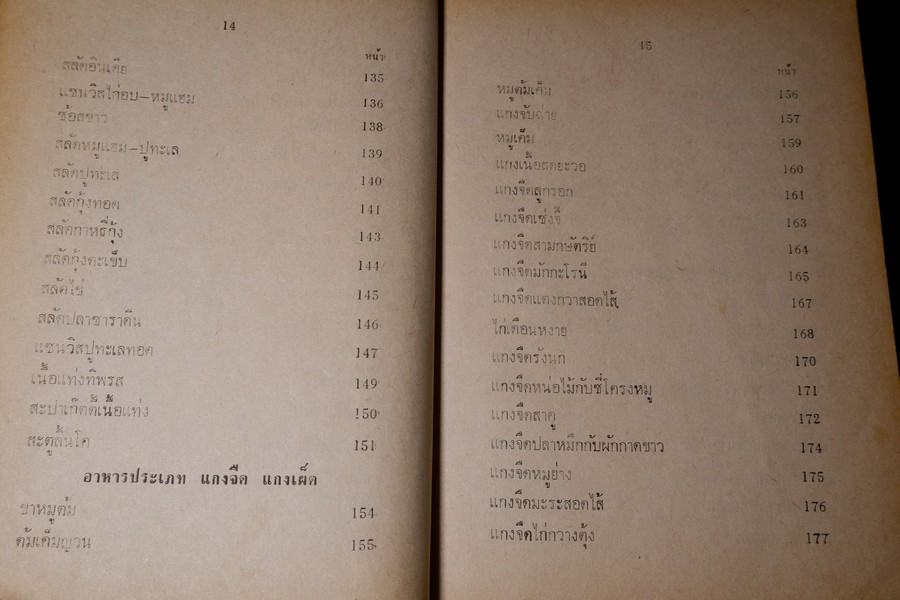 14
หน้า
สลัดอินเดีย 135
แซนวิสไก่อบ-หมูแฮม 136
ซ้อสขาว 138
สลัดหมูแฮม-ปูทะเล 139
สลัดปูทะเล 140
สลัดกุ้งทอด 141
สลัดกาหรี่กุ้ง 143
สลัดกุ้งตะเข็บ 144
สลัดไข่ 145
สลัดปลาซาราดีน 146
แซนวิสปูทะเลทอด 147
เนื้อแท่งทิพรส 149
สะปาเก๊ตตี้เนื้อแท่ง 150
สะตูลิ้นโค 151
อาหารประเภท แกงจืด แกงเผ็ด
ขาหมูต้ม 154
ต้มเค็มญวน 155
15
หน้า
หมูต้มเค็ม 156
แกงจับฉ่าย 157
หมูเค็ม 159
แกงเนื้อสดยะวอ 160
แกงจืดลูกรอก 161
แกงจืดเซ่งจี๊ 163
แกงจืดสามกษัตริย์ 164
แกงจืดมักกะโรนี 165
แกงจืดแตงกวาสอดไส้ 167
ไก่เดือนหงาย 168
แกงจืดรังนก 170
แกงจืดหน่อไม้กับซี่โครงหมู 171
แกงจืดสาคู 172
แกงจืดปลาหมึกกับผักกาดขาว 174
แกงจืดหมูย่าง 175
แกงจืดมะระสอดไส้ 176
แกงจืดไก่กวางตุ้ง 177